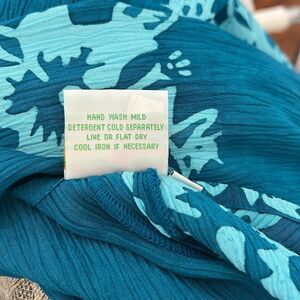 HAND WASH MILD
DETERGENT COLD SEPARATELY
LINE OR FLAT DRY
COOL IRON IF NECESSARY